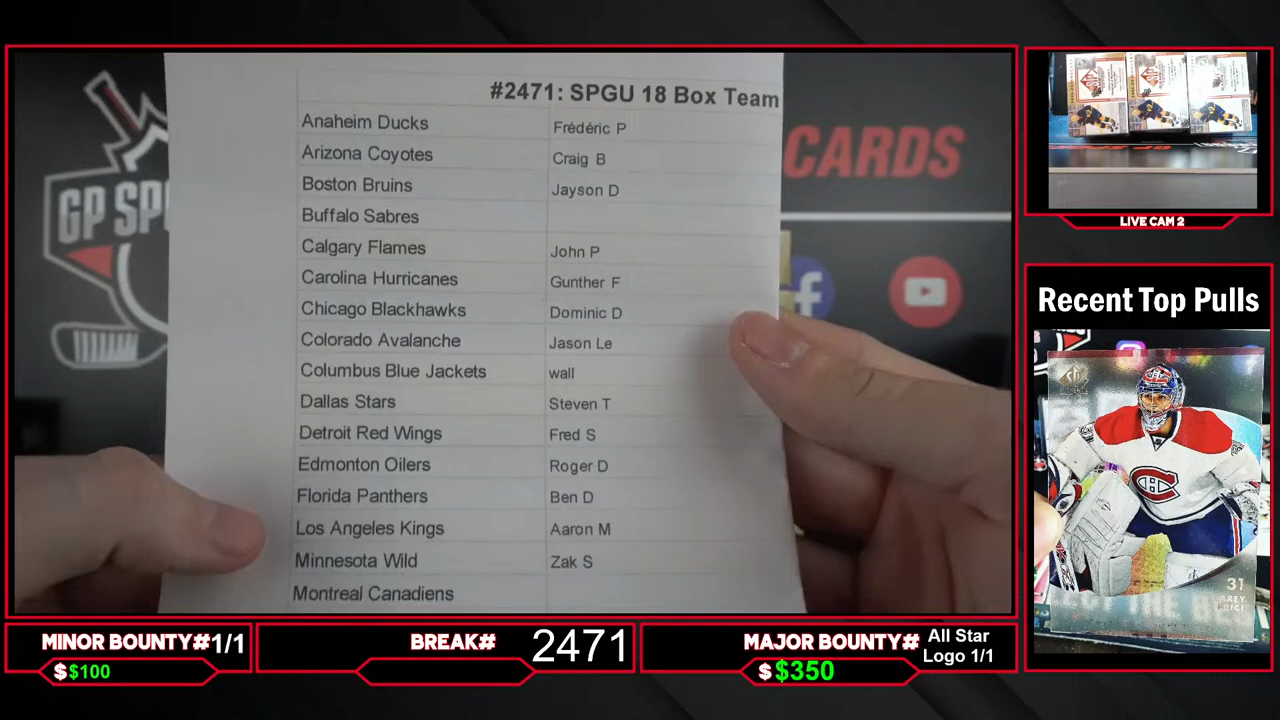 #2471: SPGU 18 Box Team
Anaheim Ducks Frédéric P
Arizona Coyotes Craig B
Boston Bruins Jayson D
Buffalo Sabres
Calgary Flames John P
Carolina Hurricanes Gunther F
Chicago Blackhawks Dominic D
Colorado Avalanche Jason Le
Columbus Blue Jackets wall
Dallas Stars Steven T
Detroit Red Wings Fred S
Edmonton Oilers Roger D
Florida Panthers Ben D
Los Angeles Kings Aaron M
Minnesota Wild Zak S
Montreal Canadiens
GP SP
CARDS
LIVE CAM 2
Recent Top Pulls
31
MINOR BOUNTY# 1/1
$ $100
BREAK# 2471
MAJOR BOUNTY# All Star
Logo 1/1
$ $350